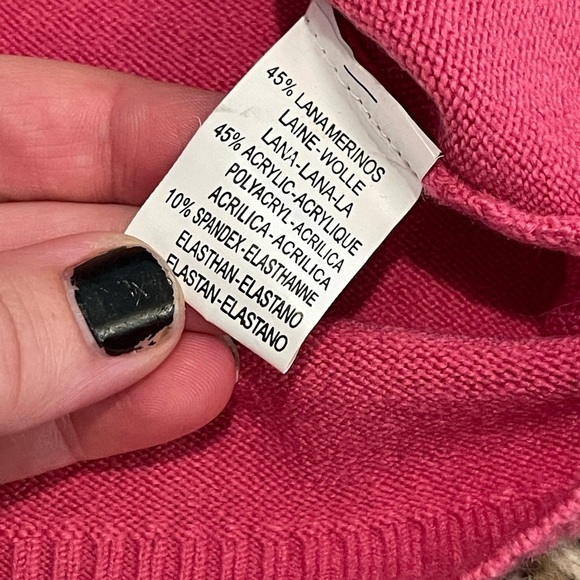 45% LANAMERINOS
LAINE-WOLLE
LANA-LANA-LA
45% ACRYLIC-ACRYLIQUE
POLYACRYL-ACRILICA
ACRILICA-ACRILICA
10% SPANDEX-ELASTHANNE
ELASTHAN-ELASTANO
ELASTAN-ELASTANO